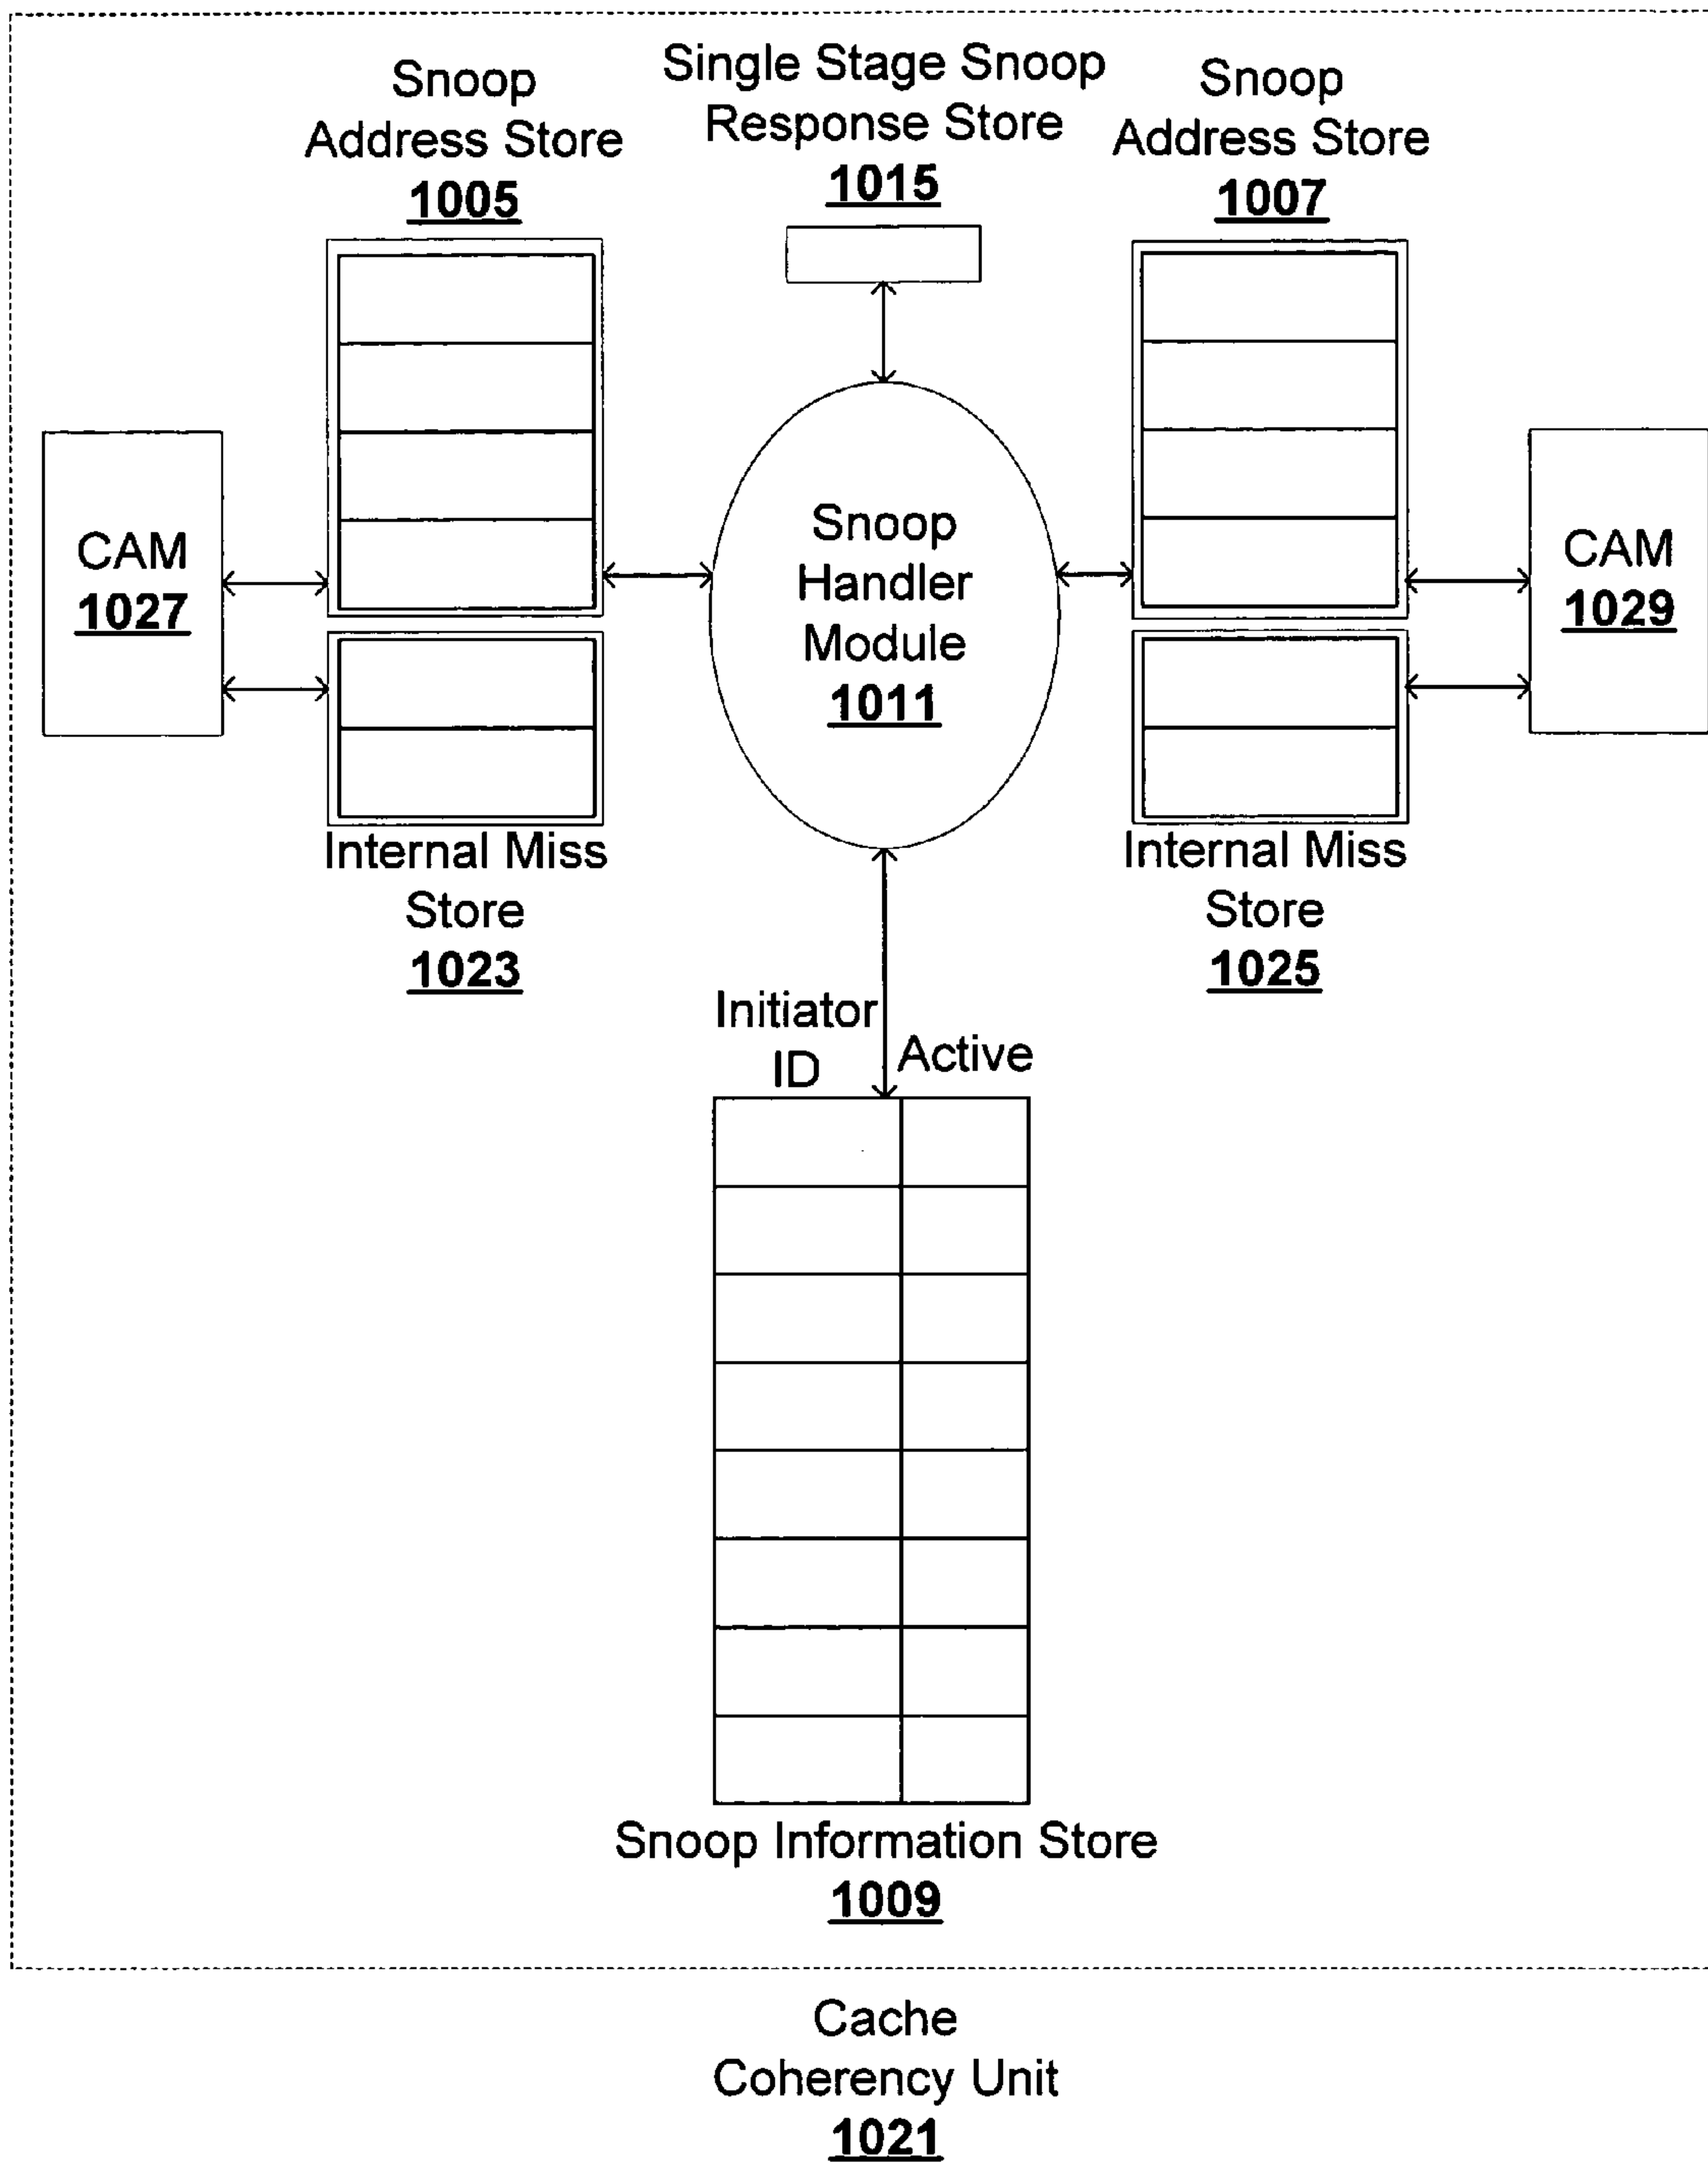 Snoop
Address Store
1005
Single Stage Snoop
Response Store
1015
Snoop
Address Store
1007
CAM
1027
Snoop
Handler
Module
1011
CAM
1029
Internal Miss
Store
1023
Internal Miss
Store
1025
Initiator
ID
Active
Snoop Information Store
1009
Cache
Coherency Unit
1021